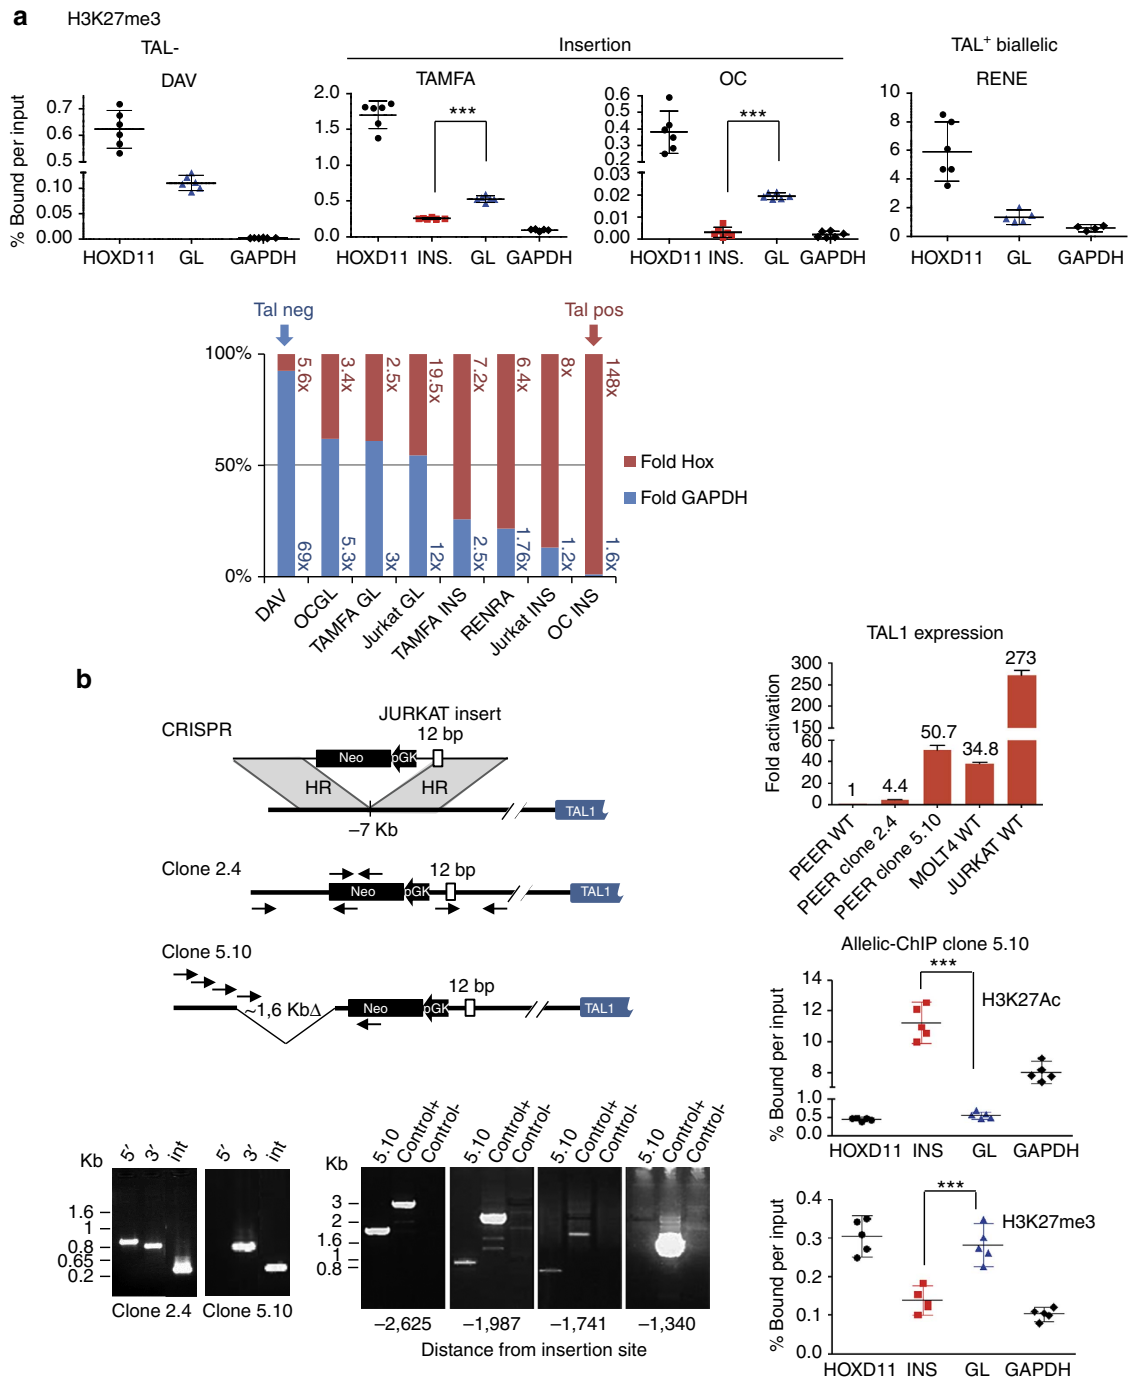 a
H3K27me3
TAL-
Insertion
TAL+ biallelic
DAV
TAMFA
OC
RENE
% Bound per input
0.7
0.6
0.5
0.10
0.05
0.00
HOXD11 GL GAPDH
2.0
1.5
1.0
0.5
0.0
***
HOXD11 INS. GL GAPDH
0.6
0.5
0.4
0.3
0.2
0.03
0.02
0.01
0.00
***
HOXD11 INS. GL GAPDH
10
8
6
4
2
0
HOXD11 GL GAPDH
Tal neg
Tal pos
100%
50%
0%
5.6x 3.4x 2.5x 19.5x 7.2x 6.4x 8x 148x
69x 5.3x 3x 12x 2.5x 1.76x 1.2x 1.6x
Fold Hox
Fold GAPDH
DAV OCGL TAMFA GL Jurkat GL TAMFA INS RENRA Jurkat INS OC INS
b
CRISPR
JURKAT insert
12 bp
Neo
pGK
HR
HR
TAL1
–7 Kb
Clone 2.4
12 bp
Neo
pGK
TAL1
Clone 5.10
12 bp
~1,6 KbΔ
Neo
pGK
TAL1
TAL1 expression
Fold activation
300
250
200
150
60
40
20
0
1
4.4
50.7
34.8
273
PEER WT
PEER clone 2.4
PEER clone 5.10
MOLT4 WT
JURKAT WT
Allelic-ChIP clone 5.10
% Bound per input
14
12
10
8
1.0
0.5
0.0
***
H3K27Ac
HOXD11 INS GL GAPDH
% Bound per input
0.4
0.3
0.2
0.1
0.0
***
H3K27me3
HOXD11 INS GL GAPDH
Kb
5′ 3′ int
5′ 3′ int
1.6
1
0.8
0.65
0.2
Clone 2.4
Clone 5.10
Kb
5.10 Control+ Control-
5.10 Control+ Control-
5.10 Control+ Control-
5.10 Control+ Control-
3
2
1.6
1
0.8
–2,625
–1,987
–1,741
–1,340
Distance from insertion site